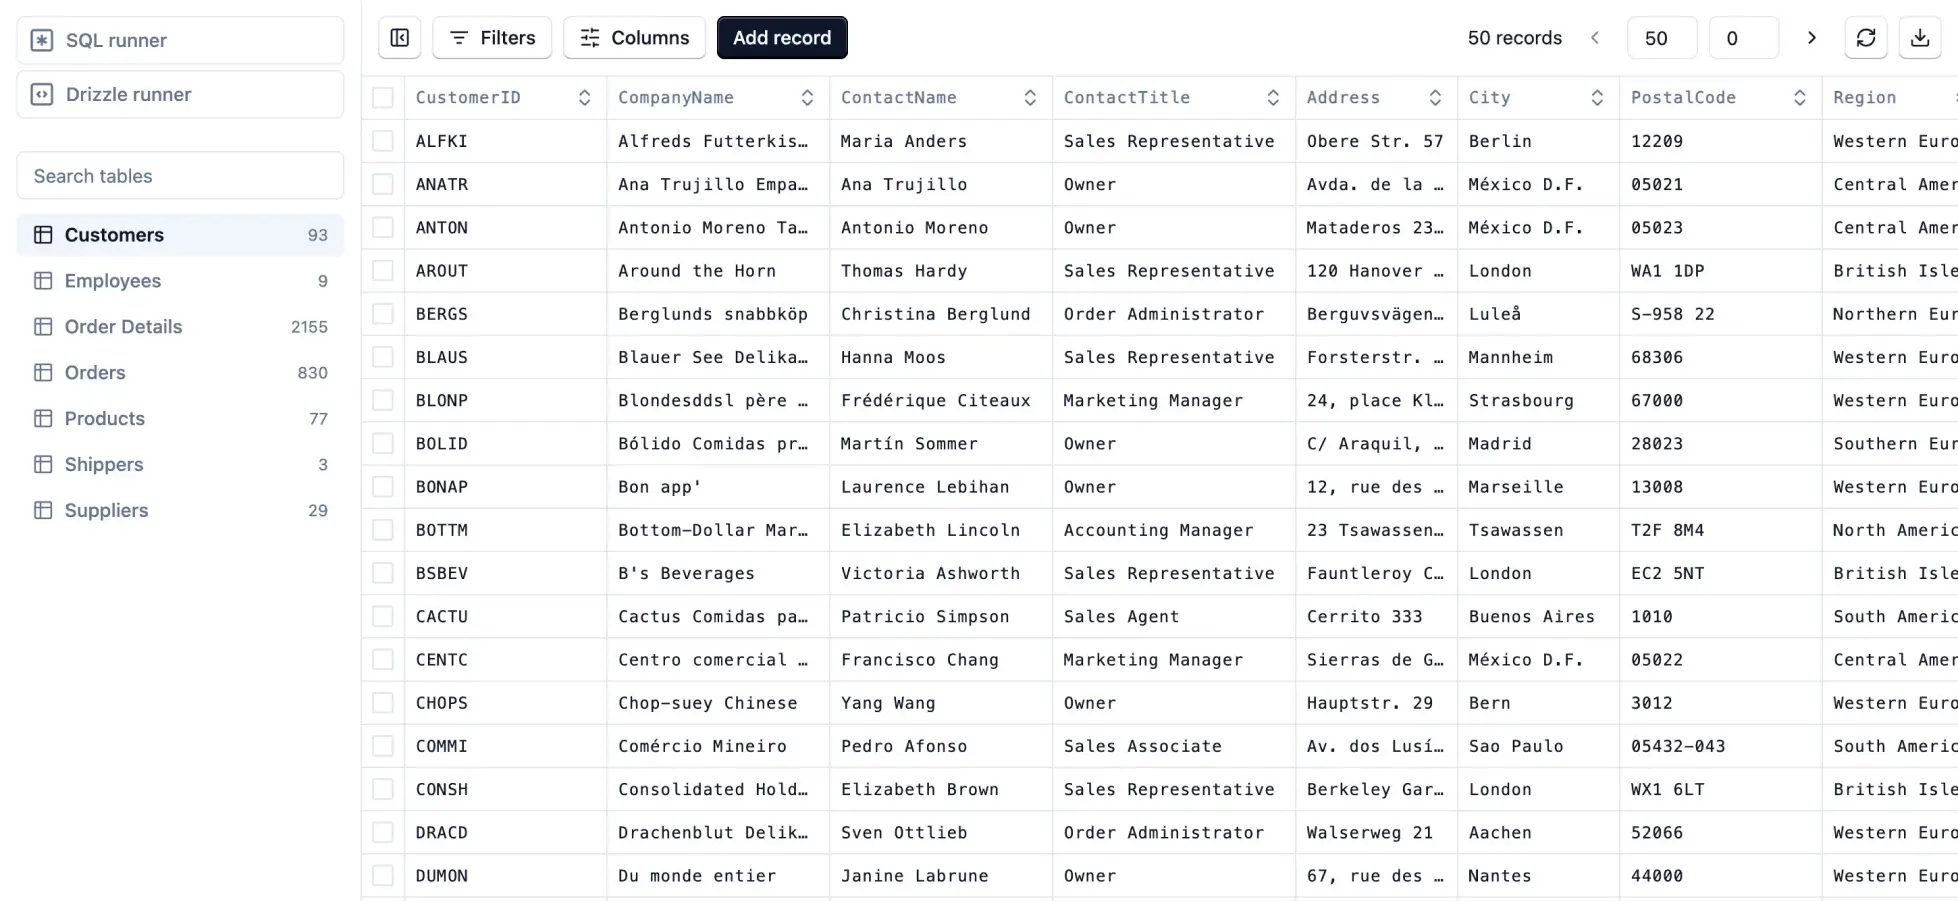 SQL runner
Drizzle runner
Search tables
Customers 93
Employees 9
Order Details 2155
Orders 830
Products 77
Shippers 3
Suppliers 29
Filters Columns Add record 50 records 50 0
CustomerID CompanyName ContactName ContactTitle Address City PostalCode Region
ALFKI Alfreds Futterkis… Maria Anders Sales Representative Obere Str. 57 Berlin 12209 Western Euro
ANATR Ana Trujillo Empa… Ana Trujillo Owner Avda. de la … México D.F. 05021 Central Amer
ANTON Antonio Moreno Ta… Antonio Moreno Owner Mataderos 23… México D.F. 05023 Central Amer
AROUT Around the Horn Thomas Hardy Sales Representative 120 Hanover … London WA1 1DP British Isle
BERGS Berglunds snabbköp Christina Berglund Order Administrator Berguvsvägen… Luleå S-958 22 Northern Eur
BLAUS Blauer See Delika… Hanna Moos Sales Representative Forsterstr. … Mannheim 68306 Western Euro
BLONP Blondesddsl père … Frédérique Citeaux Marketing Manager 24, place Kl… Strasbourg 67000 Western Euro
BOLID Bólido Comidas pr… Martín Sommer Owner C/ Araquil, … Madrid 28023 Southern Eur
BONAP Bon app' Laurence Lebihan Owner 12, rue des … Marseille 13008 Western Euro
BOTTM Bottom-Dollar Mar… Elizabeth Lincoln Accounting Manager 23 Tsawassen… Tsawassen T2F 8M4 North Americ
BSBEV B's Beverages Victoria Ashworth Sales Representative Fauntleroy C… London EC2 5NT British Isle
CACTU Cactus Comidas pa… Patricio Simpson Sales Agent Cerrito 333 Buenos Aires 1010 South Americ
CENTC Centro comercial … Francisco Chang Marketing Manager Sierras de G… México D.F. 05022 Central Amer
CHOPS Chop-suey Chinese Yang Wang Owner Hauptstr. 29 Bern 3012 Western Euro
COMMI Comércio Mineiro Pedro Afonso Sales Associate Av. dos Lusí… Sao Paulo 05432-043 South Americ
CONSH Consolidated Hold… Elizabeth Brown Sales Representative Berkeley Gar… London WX1 6LT British Isle
DRACD Drachenblut Delik… Sven Ottlieb Order Administrator Walserweg 21 Aachen 52066 Western Euro
DUMON Du monde entier Janine Labrune Owner 67, rue des … Nantes 44000 Western Euro